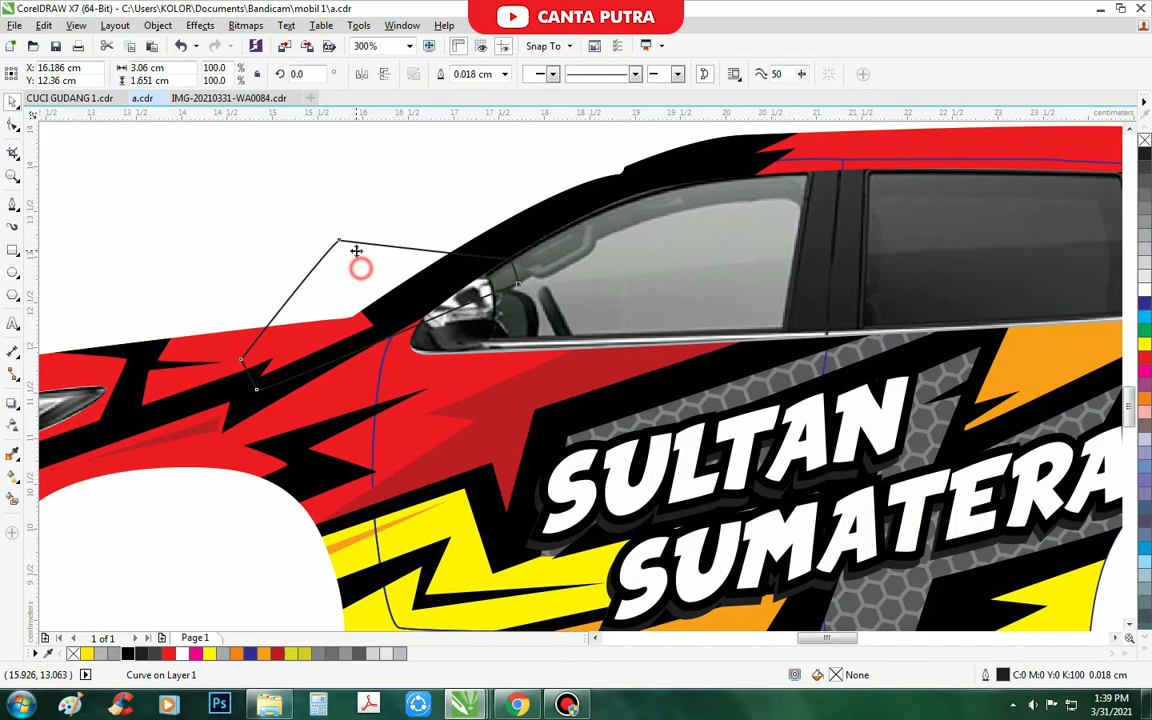 CorelDRAW X7 (64-Bit) - C:\Users\KOLOR\Documents\Bandicam\mobil 1\a.cdr
CANTA PUTRA
File Edit View Layout Object Effects Bitmaps Text Table Tools Window Help
300% Snap To
X: 16.186 cm 3.06 cm 100.0 % 0.0 ° 0.018 cm 50
Y: 12.36 cm 1.651 cm 100.0 %
CUCI GUDANG 1.cdr a.cdr IMG-20210331-WA0084.cdr
centimeters
SULTAN
SUMATERA
1 of 1 Page 1
(15.926, 13.063) Curve on Layer 1 None C:0 M:0 Y:0 K:100 0.018 cm
1:39 PM
3/31/2021